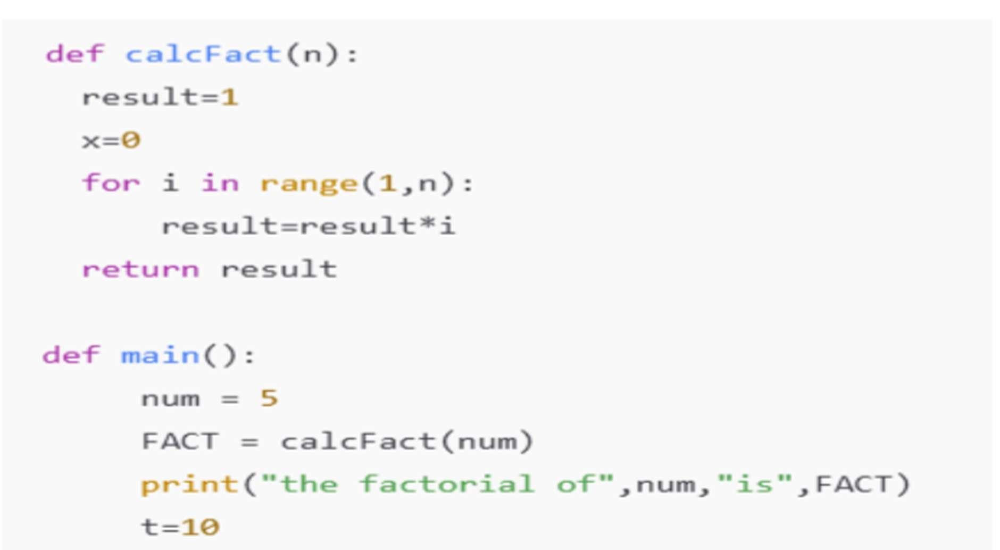 def calcFact(n):
  result=1
  x=0
  for i in range(1,n):
      result=result*i
  return result

def main():
     num = 5
     FACT = calcFact(num)
     print("the factorial of",num,"is",FACT)
     t=10